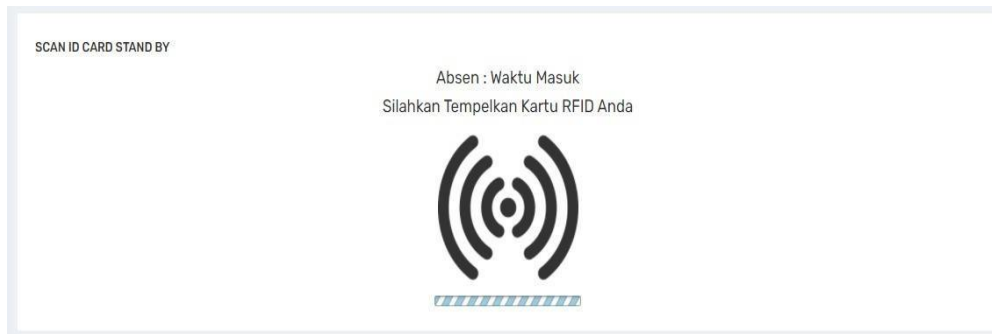 SCAN ID CARD STAND BY
Absen : Waktu Masuk
Silahkan Tempelkan Kartu RFID Anda